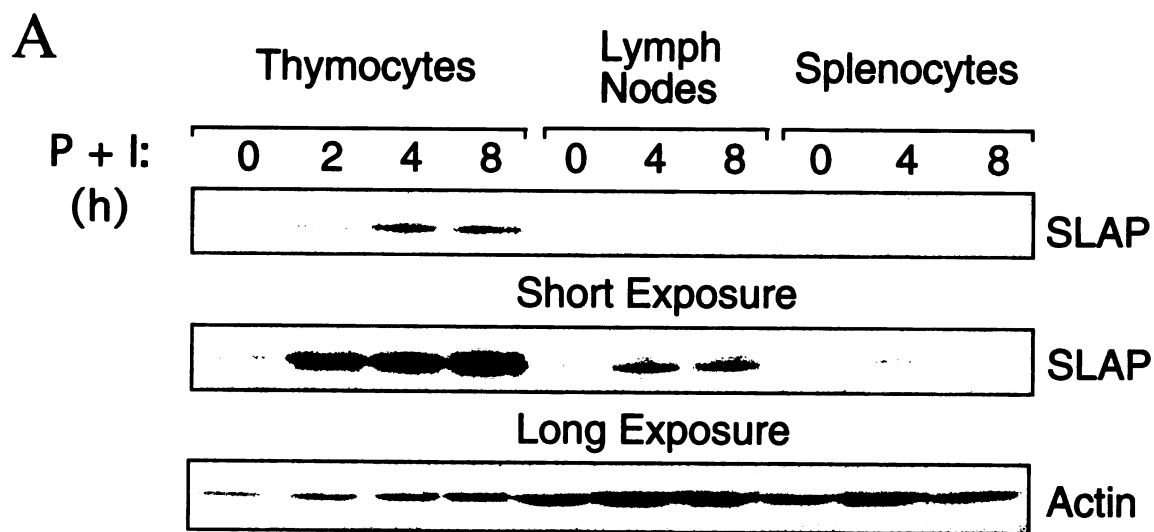 A
Thymocytes
Lymph
Nodes
Splenocytes
P + I:
(h)
0 2 4 8 0 4 8 0 4 8
SLAP
Short Exposure
SLAP
Long Exposure
Actin